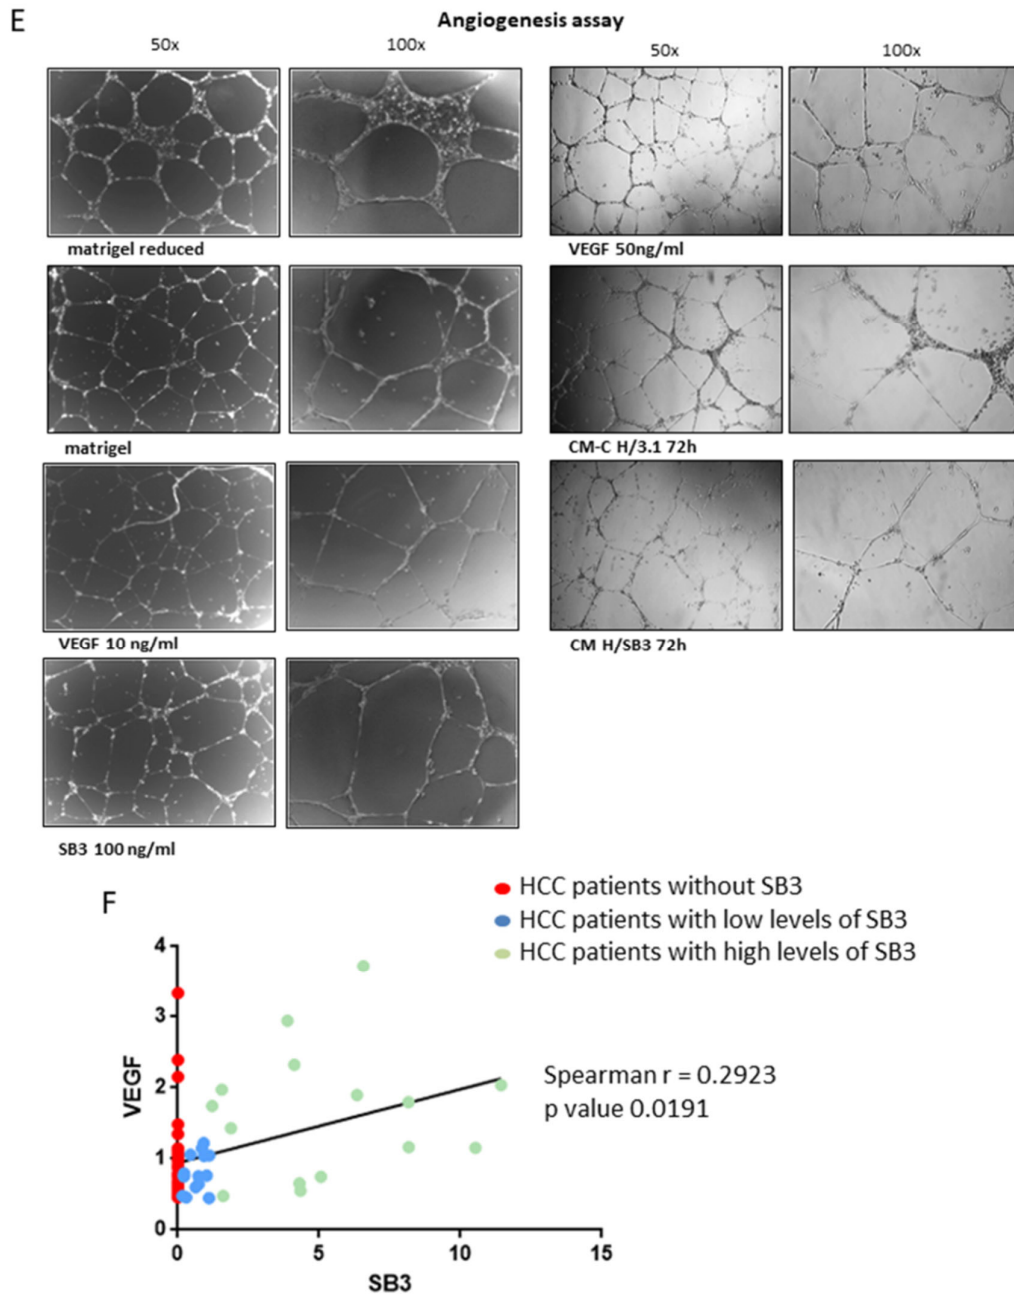 E
Angiogenesis assay
50x 100x 50x 100x
matrigel reduced
VEGF 50ng/ml
matrigel
CM-C H/3.1 72h
VEGF 10 ng/ml
CM H/SB3 72h
SB3 100 ng/ml
F
HCC patients without SB3
HCC patients with low levels of SB3
HCC patients with high levels of SB3
4
3
2
1
0
VEGF
Spearman r = 0.2923
p value 0.0191
0 5 10 15
SB3